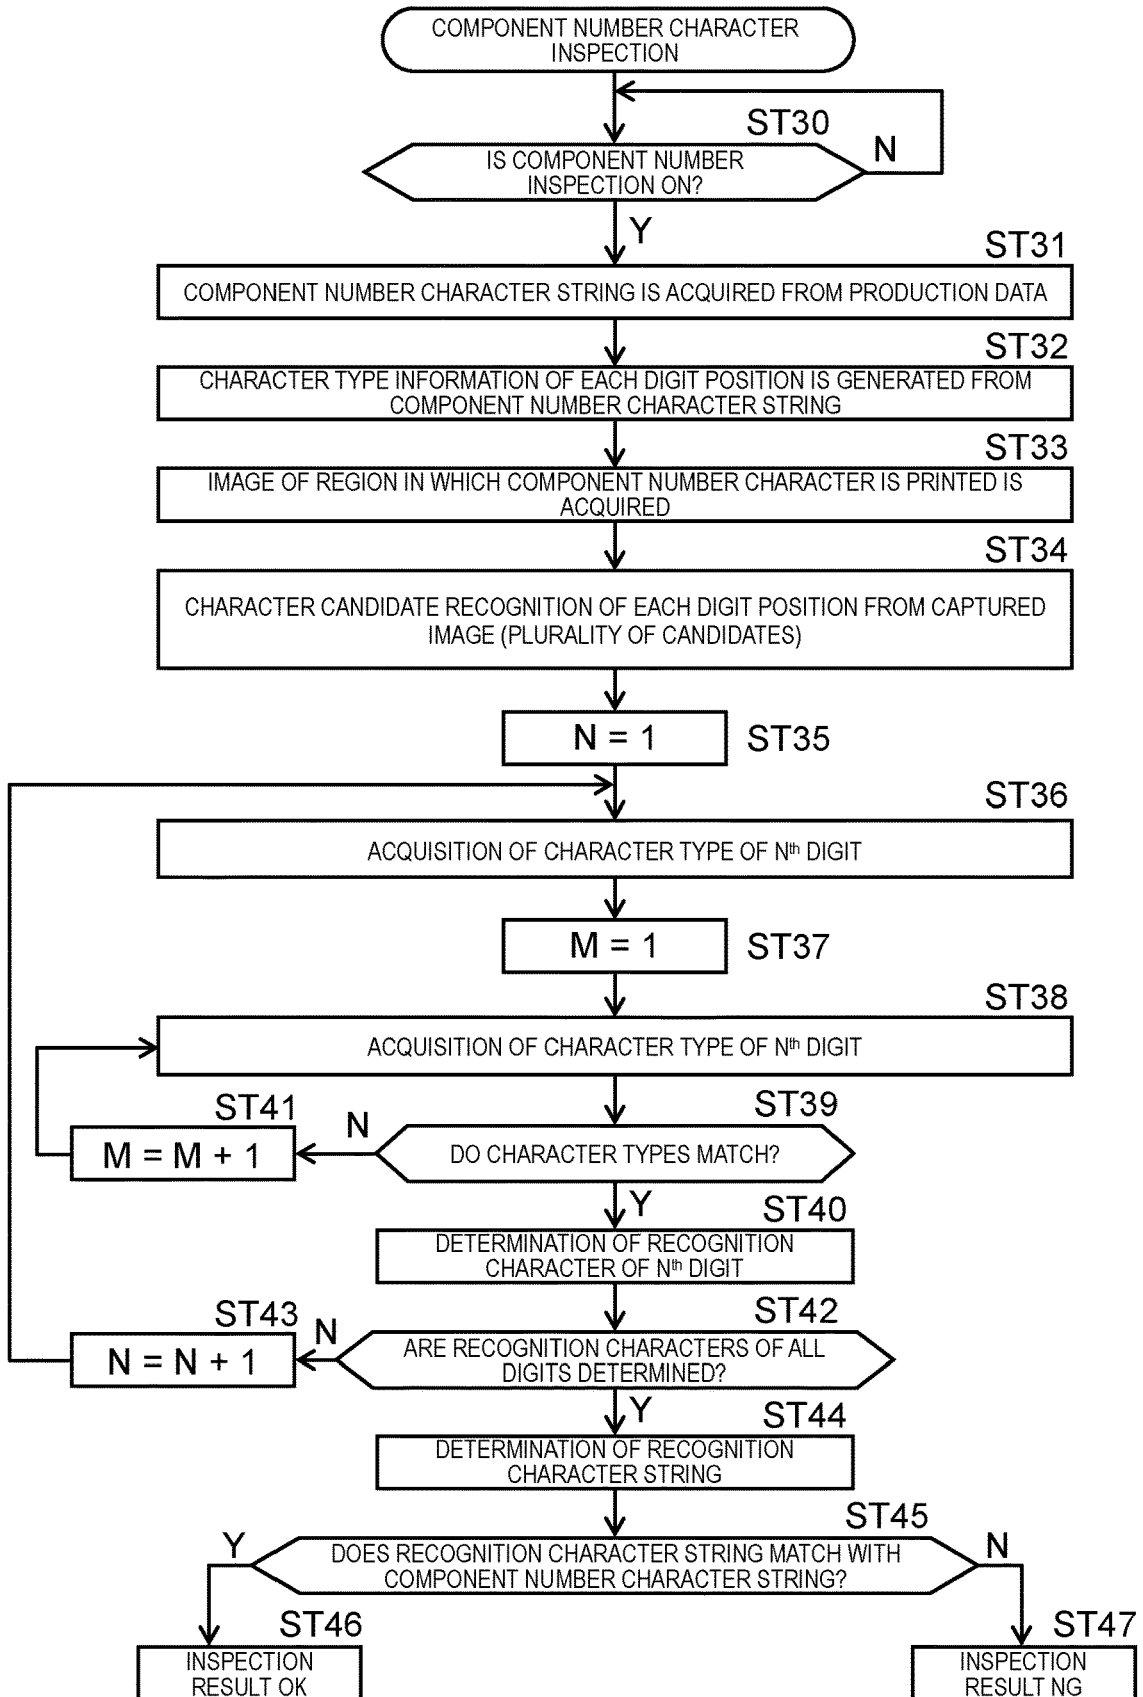 COMPONENT NUMBER CHARACTER
INSPECTION
ST30
IS COMPONENT NUMBER
INSPECTION ON?
N
Y
ST31
COMPONENT NUMBER CHARACTER STRING IS ACQUIRED FROM PRODUCTION DATA
ST32
CHARACTER TYPE INFORMATION OF EACH DIGIT POSITION IS GENERATED FROM
COMPONENT NUMBER CHARACTER STRING
ST33
IMAGE OF REGION IN WHICH COMPONENT NUMBER CHARACTER IS PRINTED IS
ACQUIRED
ST34
CHARACTER CANDIDATE RECOGNITION OF EACH DIGIT POSITION FROM CAPTURED
IMAGE (PLURALITY OF CANDIDATES)
N = 1
ST35
ST36
ACQUISITION OF CHARACTER TYPE OF Nth DIGIT
M = 1
ST37
ST38
ACQUISITION OF CHARACTER TYPE OF Nth DIGIT
ST41
M = M + 1
N
ST39
DO CHARACTER TYPES MATCH?
Y
ST40
DETERMINATION OF RECOGNITION
CHARACTER OF Nth DIGIT
ST43
N = N + 1
N
ST42
ARE RECOGNITION CHARACTERS OF ALL
DIGITS DETERMINED?
Y
ST44
DETERMINATION OF RECOGNITION
CHARACTER STRING
ST45
Y
DOES RECOGNITION CHARACTER STRING MATCH WITH
COMPONENT NUMBER CHARACTER STRING?
N
ST46
INSPECTION
RESULT OK
ST47
INSPECTION
RESULT NG